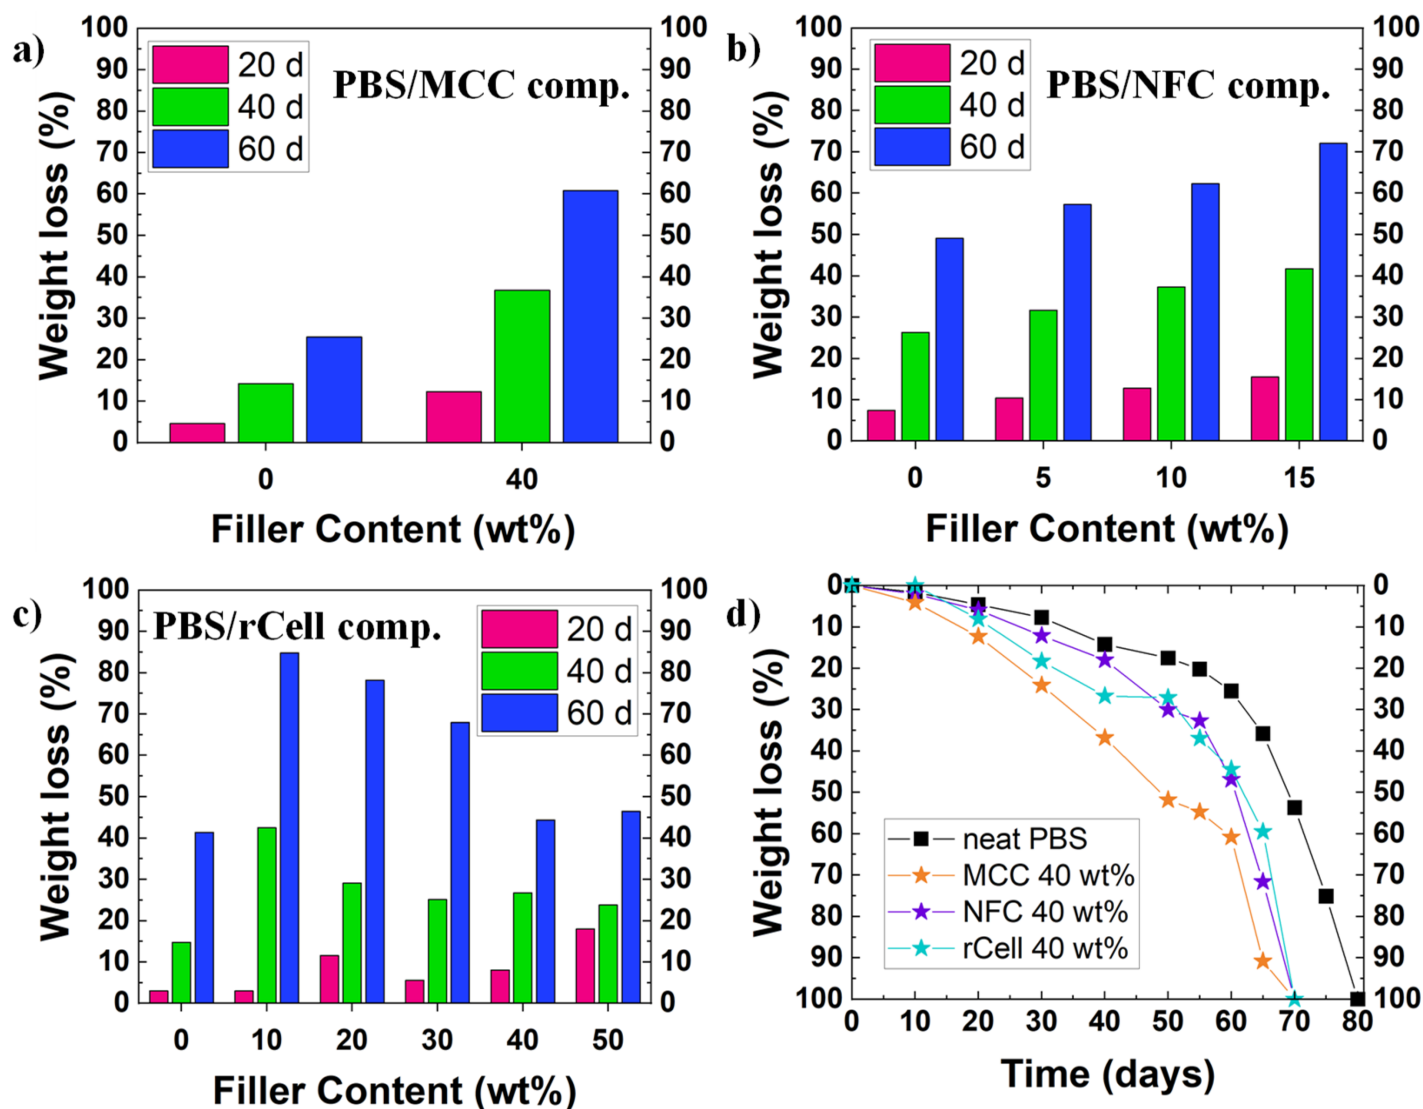 a)
PBS/MCC comp.
20 d
40 d
60 d
Weight loss (%)
0 10 20 30 40 50 60 70 80 90 100
0 10 20 30 40 50 60 70 80 90 100
0 40
Filler Content (wt%)
b)
PBS/NFC comp.
20 d
40 d
60 d
Weight loss (%)
0 10 20 30 40 50 60 70 80 90 100
0 10 20 30 40 50 60 70 80 90 100
0 5 10 15
Filler Content (wt%)
c)
PBS/rCell comp.
20 d
40 d
60 d
Weight loss (%)
0 10 20 30 40 50 60 70 80 90 100
0 10 20 30 40 50 60 70 80 90 100
0 10 20 30 40 50
Filler Content (wt%)
d)
Weight loss (%)
0 10 20 30 40 50 60 70 80 90 100
0 10 20 30 40 50 60 70 80 90 100
neat PBS
MCC 40 wt%
NFC 40 wt%
rCell 40 wt%
0 10 20 30 40 50 60 70 80
Time (days)